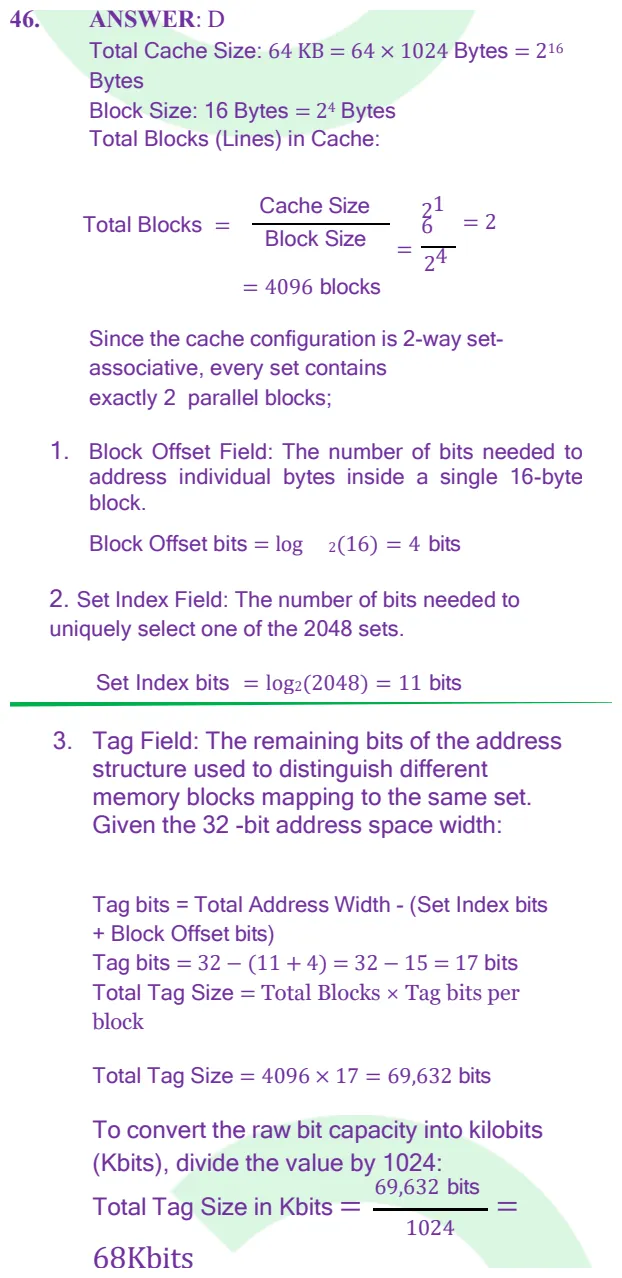 46. ANSWER: D
Total Cache Size: 64 KB = 64 × 1024 Bytes = 2¹⁶
Bytes
Block Size: 16 Bytes = 2⁴ Bytes
Total Blocks (Lines) in Cache:
Total Blocks = Cache Size / Block Size = 2¹⁶ / 2⁴ = 2
= 4096 blocks
Since the cache configuration is 2-way set-
associative, every set contains
exactly 2 parallel blocks;
1. Block Offset Field: The number of bits needed to
address individual bytes inside a single 16-byte
block.
Block Offset bits = log ₂(16) = 4 bits
2. Set Index Field: The number of bits needed to
uniquely select one of the 2048 sets.
Set Index bits = log₂(2048) = 11 bits
3. Tag Field: The remaining bits of the address
structure used to distinguish different
memory blocks mapping to the same set.
Given the 32 -bit address space width:
Tag bits = Total Address Width - (Set Index bits
+ Block Offset bits)
Tag bits = 32 − (11 + 4) = 32 − 15 = 17 bits
Total Tag Size = Total Blocks × Tag bits per
block
Total Tag Size = 4096 × 17 = 69,632 bits
To convert the raw bit capacity into kilobits
(Kbits), divide the value by 1024:
Total Tag Size in Kbits = 69,632 bits / 1024 =
68Kbits